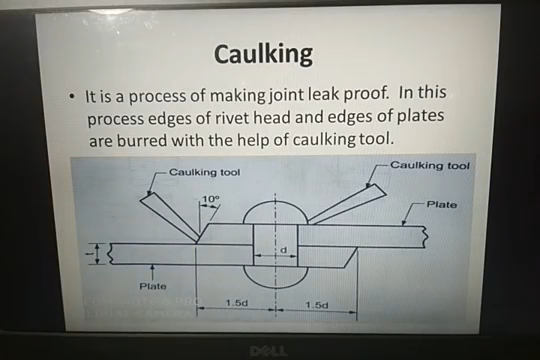 Caulking
• It is a process of making joint leak proof. In this
process edges of rivet head and edges of plates
are burred with the help of caulking tool.
Caulking tool
Caulking tool
10°
Plate
d
t
Plate
1.5d
1.5d
DELL